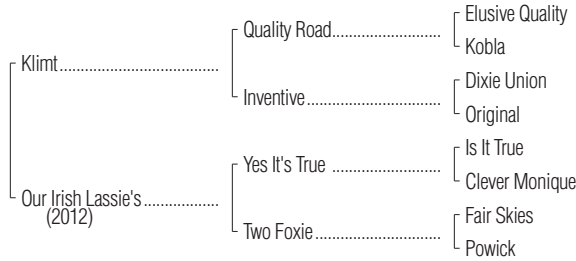 Elusive Quality
Quality Road
Kobla
Klimt
Dixie Union
Inventive
Original
Is It True
Yes It's True
Clever Monique
Our Irish Lassie's
(2012)
Fair Skies
Two Foxie
Powick